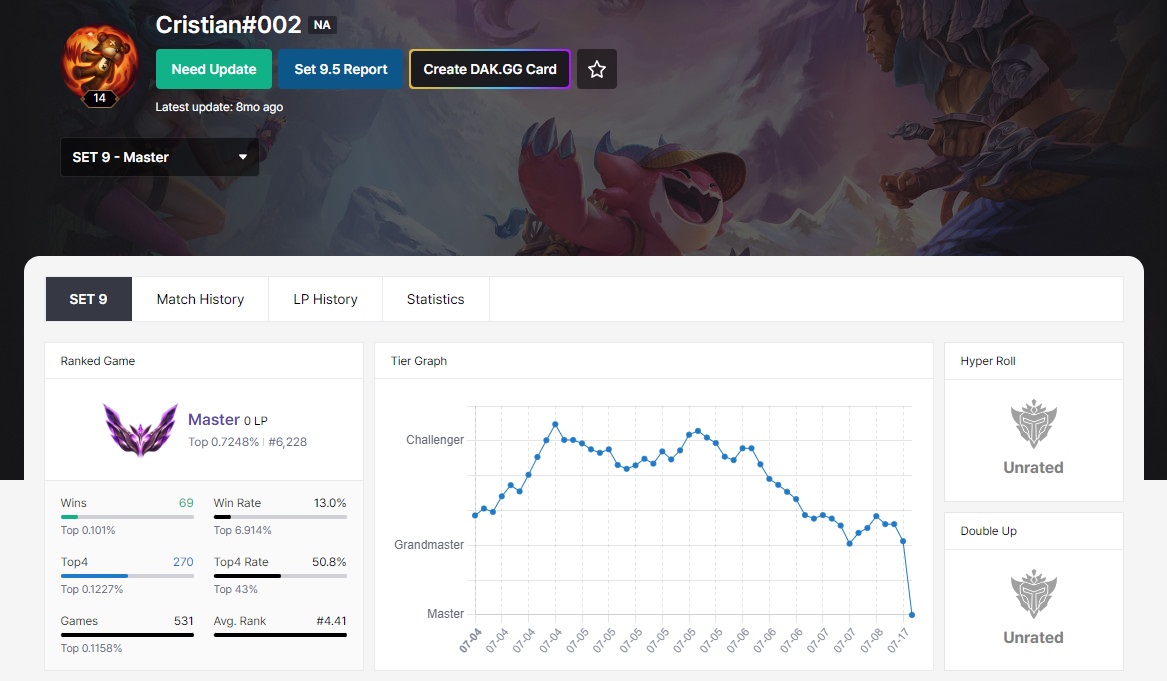 Cristian#002 NA
Need Update Set 9.5 Report Create DAK.GG Card
14
Latest update: 8mo ago
SET 9 - Master
SET 9 Match History LP History Statistics
Ranked Game
Master 0 LP
Top 0.7248% | #6,228
Wins 69 Win Rate 13.0%
Top 0.101% Top 6.914%
Top4 270 Top4 Rate 50.8%
Top 0.1227% Top 43%
Games 531 Avg. Rank #4.41
Top 0.1158%
Tier Graph
Challenger
Grandmaster
Master
07-04 07-04 07-04 07-04 07-05 07-05 07-05 07-05 07-05 07-05 07-06 07-06 07-06 07-07 07-07 07-08 07-17
Hyper Roll
Unrated
Double Up
Unrated